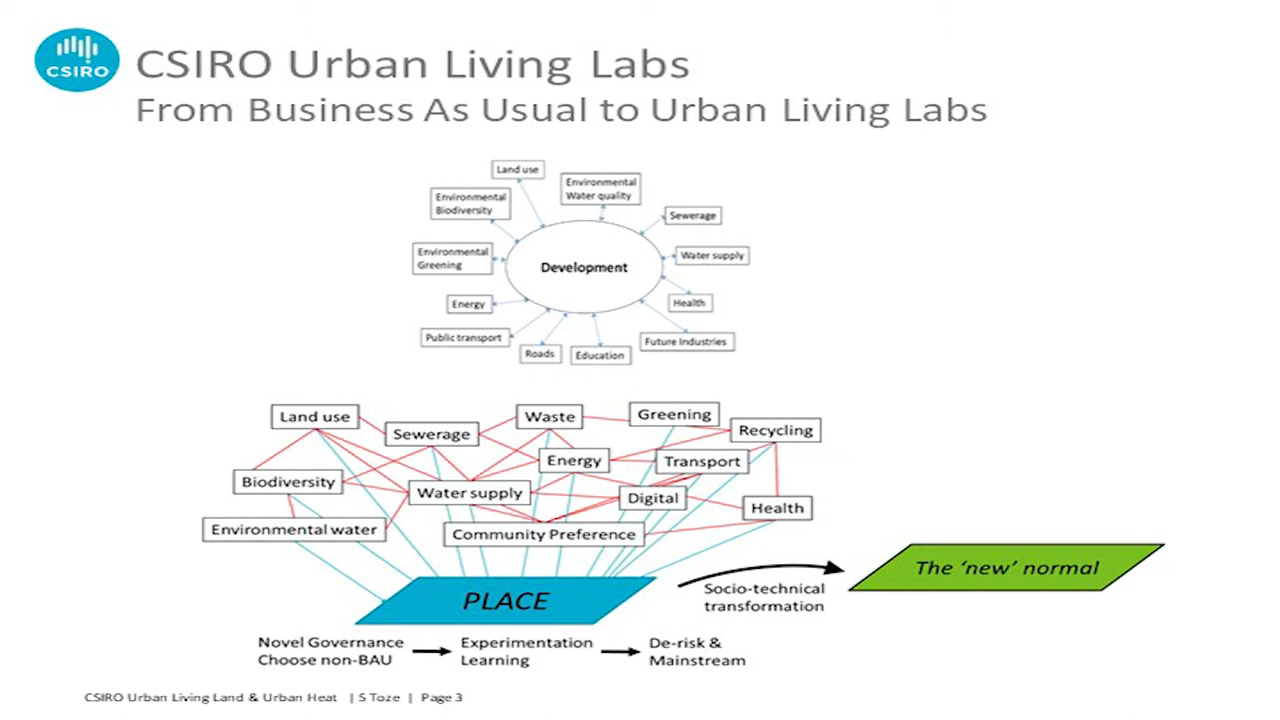 CSIRO
CSIRO Urban Living Labs
From Business As Usual to Urban Living Labs
Land use
Environmental
Water quality
Environmental
Biodiversity
Sewerage
Environmental
Greening
Development
Water supply
Energy
Health
Public transport
Roads
Education
Future Industries
Land use
Sewerage
Waste
Greening
Recycling
Energy
Transport
Biodiversity
Water supply
Digital
Health
Environmental water
Community Preference
PLACE
Socio-technical
transformation
The ‘new’ normal
Novel Governance
Choose non-BAU
Experimentation
Learning
De-risk &
Mainstream
CSIRO Urban Living Land & Urban Heat | S Toze | Page 3